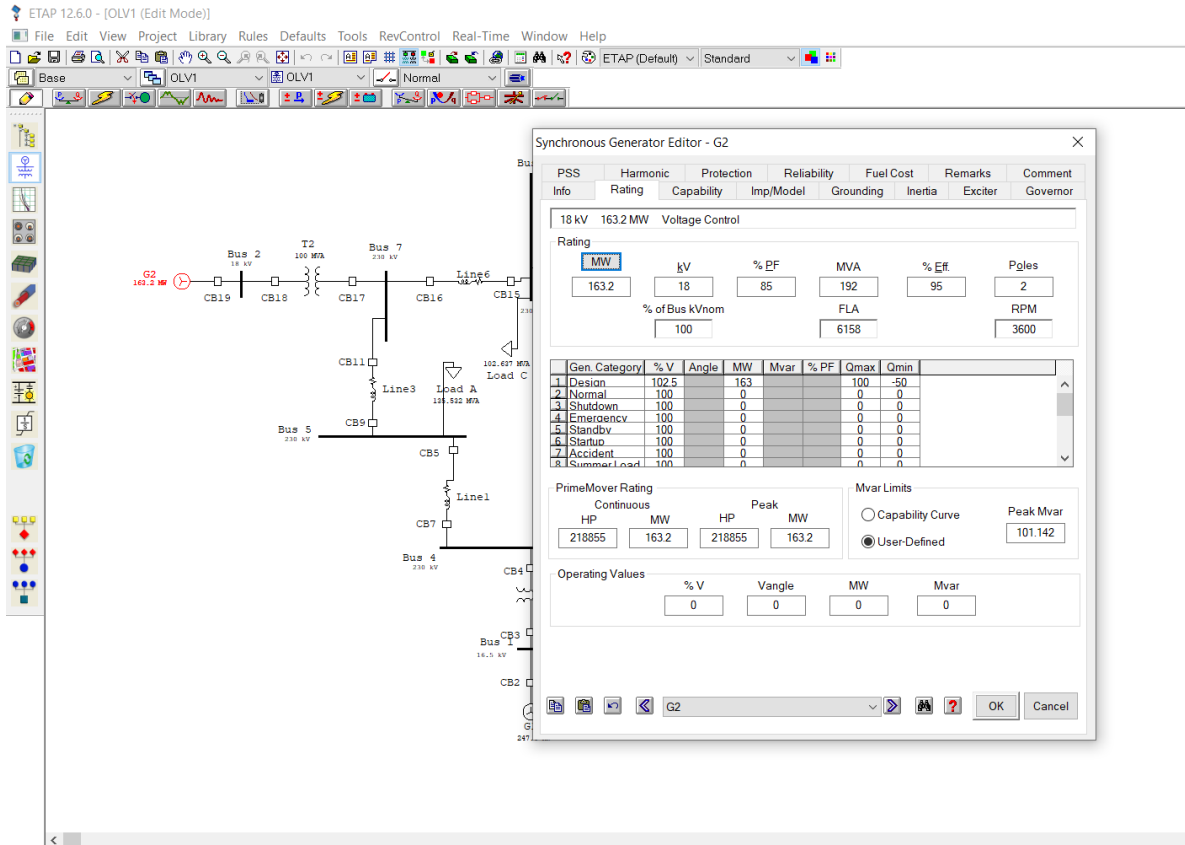 ETAP 12.6.0 - [OLV1 (Edit Mode)]
File Edit View Project Library Rules Defaults Tools RevControl Real-Time Window Help
ETAP (Default) Standard
Base OLV1 OLV1 Normal
G2
163.2 MW
CB19
Bus 2
18 kV
CB18
T2
100 MVA
CB17
Bus 7
230 kV
CB16
Line6
CB15
Bu
23
102.637 MVA
Load C
CB11
Line3
CB9
Load A
135.532 MVA
Bus 5
230 kV
CB5
Line1
CB7
Bus 4
230 kV
CB4
CB3
Bus 1
16.5 kV
CB2
G
247.
Synchronous Generator Editor - G2
PSS Harmonic Protection Reliability Fuel Cost Remarks Comment
Info Rating Capability Imp/Model Grounding Inertia Exciter Governor
18 kV 163.2 MW Voltage Control
Rating
MW kV % PF MVA % Eff. Poles
163.2 18 85 192 95 2
% of Bus kVnom FLA RPM
100 6158 3600
Gen. Category % V Angle MW Mvar % PF Qmax Qmin
1 Design 102.5 163 100 -50
2 Normal 100 0 0 0
3 Shutdown 100 0 0 0
4 Emergency 100 0 0 0
5 Standby 100 0 0 0
6 Startup 100 0 0 0
7 Accident 100 0 0 0
8 Summer Load 100 0 0 0
PrimeMover Rating
Continuous Peak
HP MW HP MW
218855 163.2 218855 163.2
Mvar Limits
Capability Curve
User-Defined
Peak Mvar
101.142
Operating Values
% V Vangle MW Mvar
0 0 0 0
G2
OK Cancel